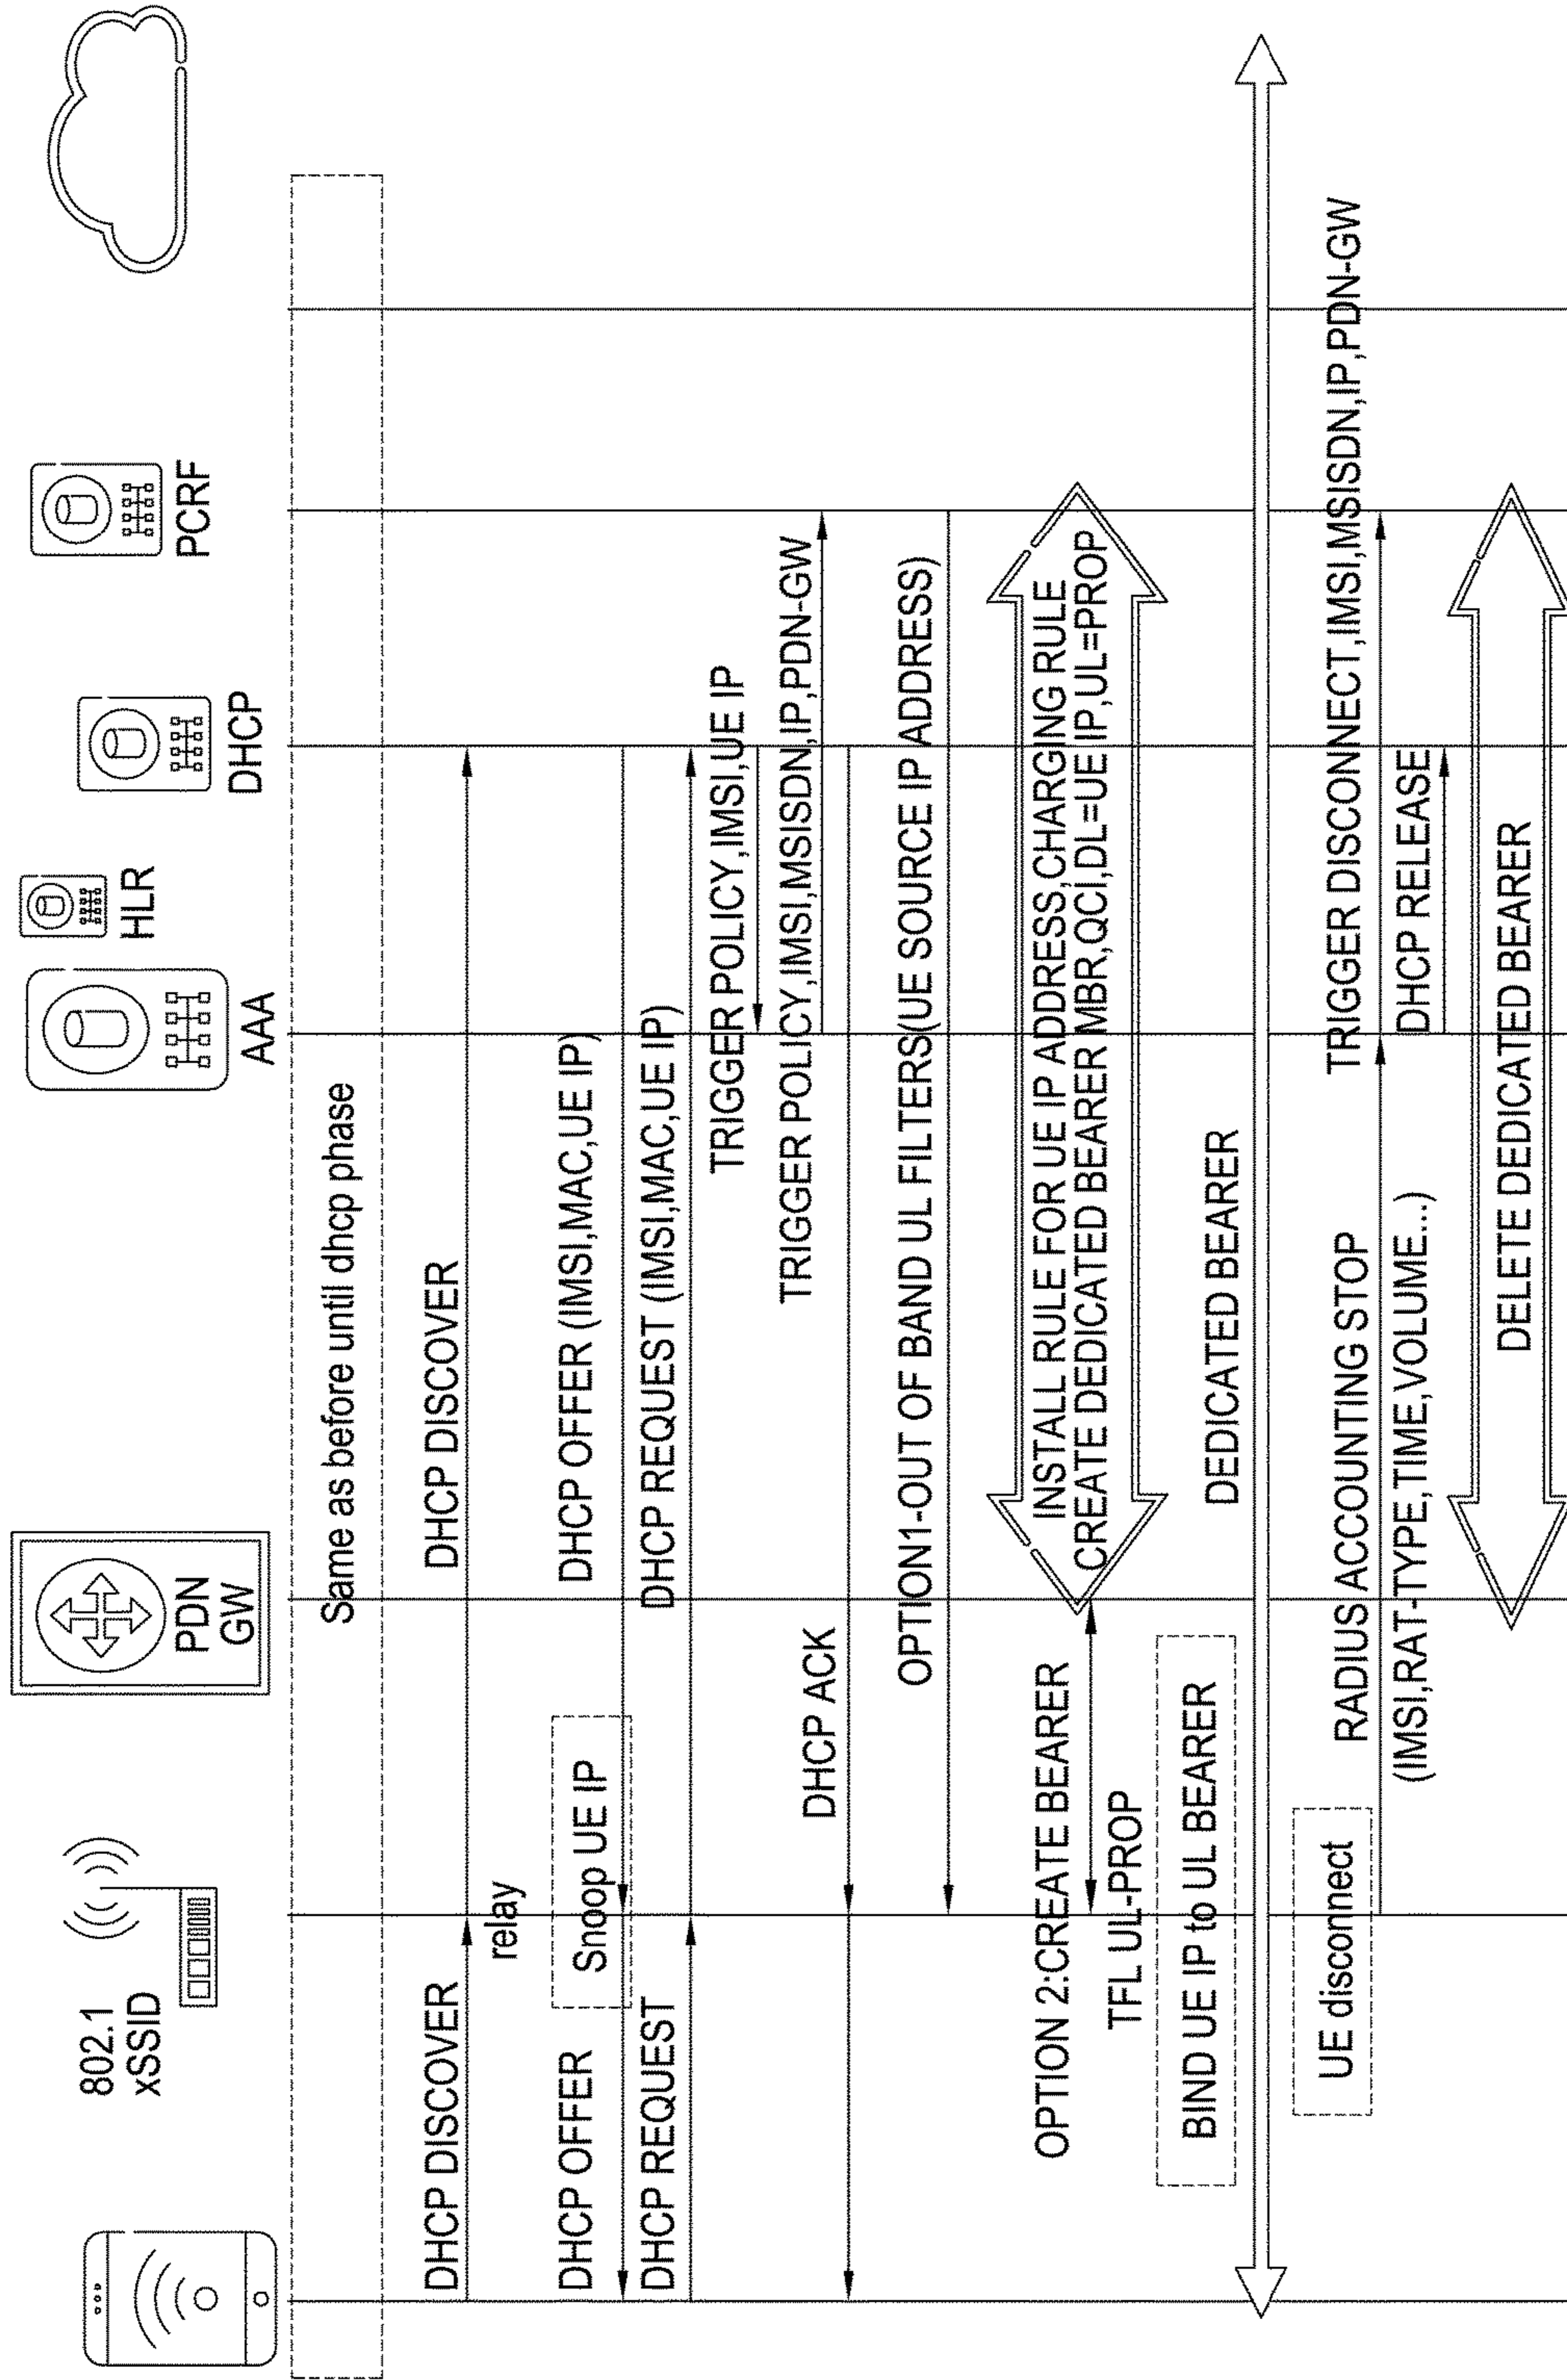 802.1
xSSID
PDN
GW
AAA
HLR
DHCP
PCRF
Same as before until dhcp phase
DHCP DISCOVER
DHCP DISCOVER
relay
DHCP OFFER
Snoop UE IP
DHCP OFFER (IMSI,MAC,UE IP)
DHCP REQUEST
DHCP REQUEST (IMSI,MAC,UE IP)
TRIGGER POLICY,IMSI,UE IP
TRIGGER POLICY,IMSI,MSISDN,IP,PDN-GW
DHCP ACK
OPTION1-OUT OF BAND UL FILTERS(UE SOURCE IP ADDRESS)
INSTALL RULE FOR UE IP ADDRESS,CHARGING RULE
CREATE DEDICATED BEARER MBR,QCI,DL=UE IP,UL=PROP
OPTION 2:CREATE BEARER
TFL UL-PROP
BIND UE IP to UL BEARER
DEDICATED BEARER
UE disconnect
RADIUS ACCOUNTING STOP
(IMSI,RAT-TYPE,TIME,VOLUME...)
TRIGGER DISCONNECT,IMSI,MSISDN,IP,PDN-GW
DHCP RELEASE
DELETE DEDICATED BEARER